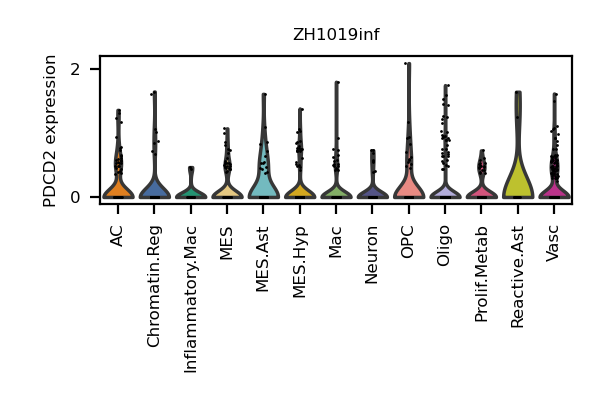 ZH1019inf
PDCD2 expression
2
0
AC
Chromatin.Reg
Inflammatory.Mac
MES
MES.Ast
MES.Hyp
Mac
Neuron
OPC
Oligo
Prolif.Metab
Reactive.Ast
Vasc